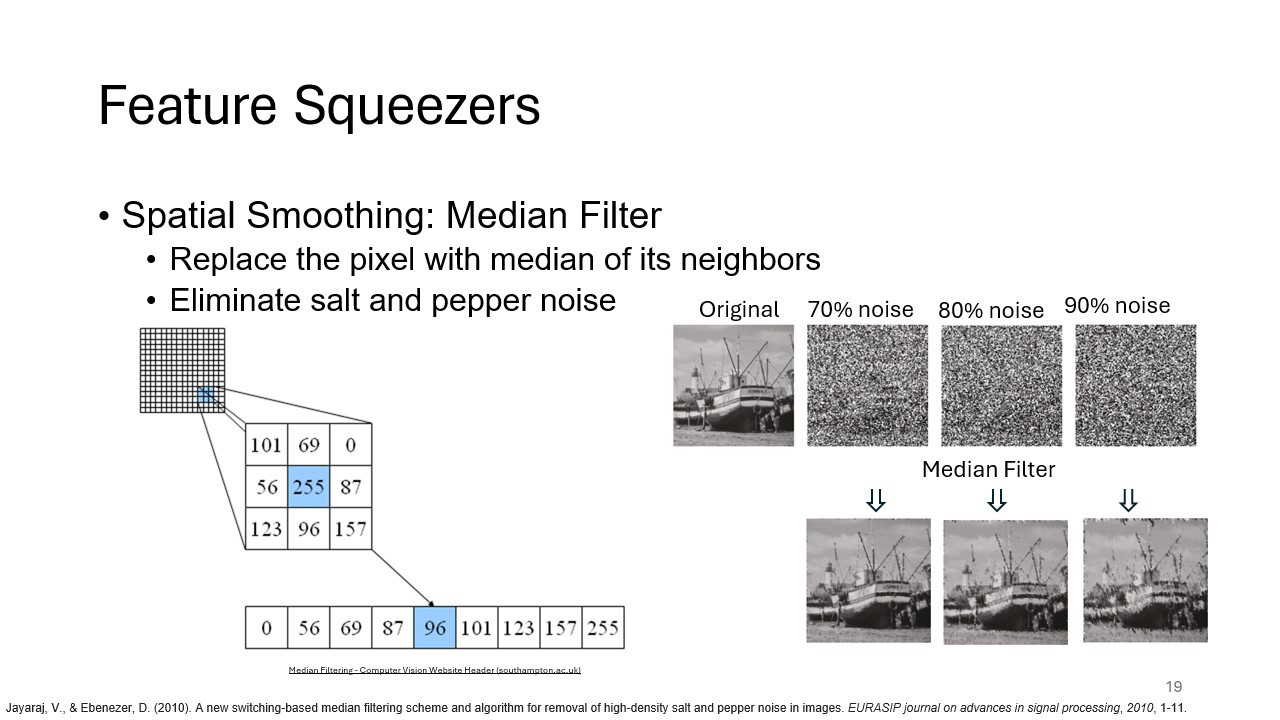 Feature Squeezers
• Spatial Smoothing: Median Filter
• Replace the pixel with median of its neighbors
• Eliminate salt and pepper noise
Original 70% noise 80% noise 90% noise
101 69 0
56 255 87
123 96 157
0 56 69 87 96 101 123 157 255
Median Filter
Median Filtering - Computer Vision Website Header (southampton.ac.uk)
19
Jayaraj, V., & Ebenezer, D. (2010). A new switching-based median filtering scheme and algorithm for removal of high-density salt and pepper noise in images. EURASIP journal on advances in signal processing, 2010, 1-11.